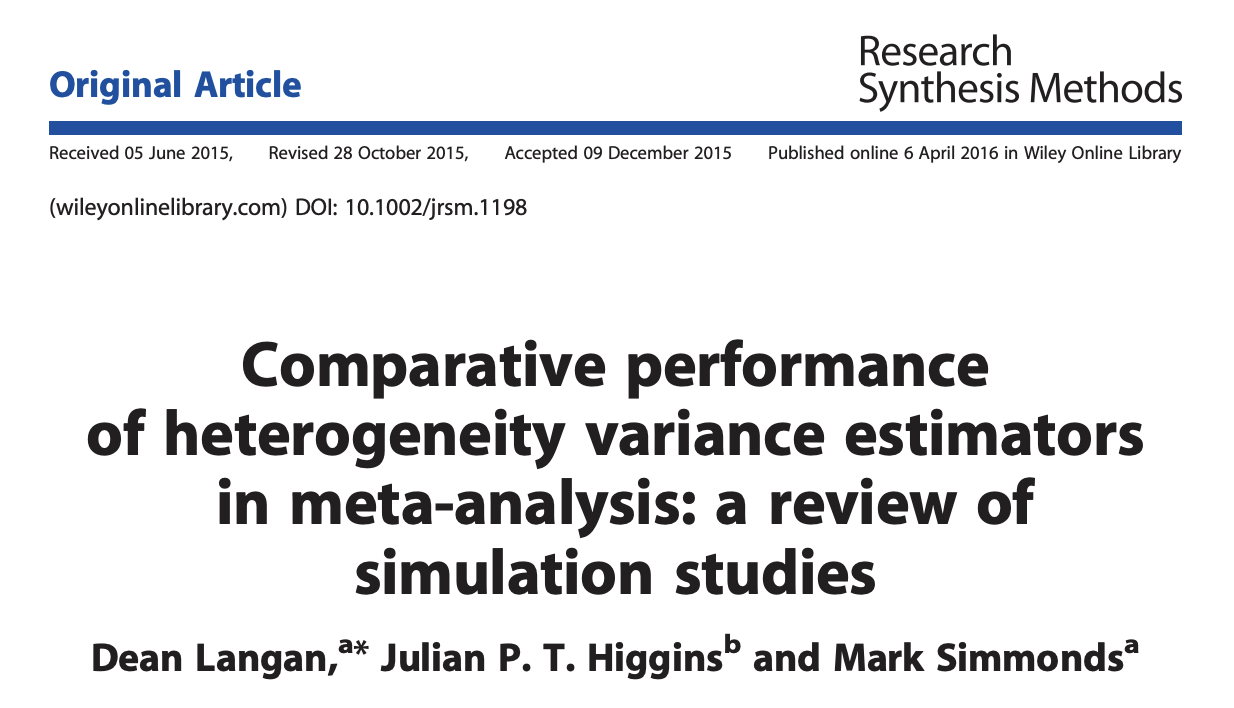 Original Article
Research
Synthesis Methods
Received 05 June 2015, Revised 28 October 2015, Accepted 09 December 2015 Published online 6 April 2016 in Wiley Online Library
(wileyonlinelibrary.com) DOI: 10.1002/jrsm.1198
Comparative performance
of heterogeneity variance estimators
in meta-analysis: a review of
simulation studies
Dean Langan,a* Julian P. T. Higginsb and Mark Simmondsa